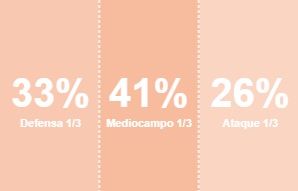 33% 41% 26%
Defensa 1/3 Mediocampo 1/3 Ataque 1/3